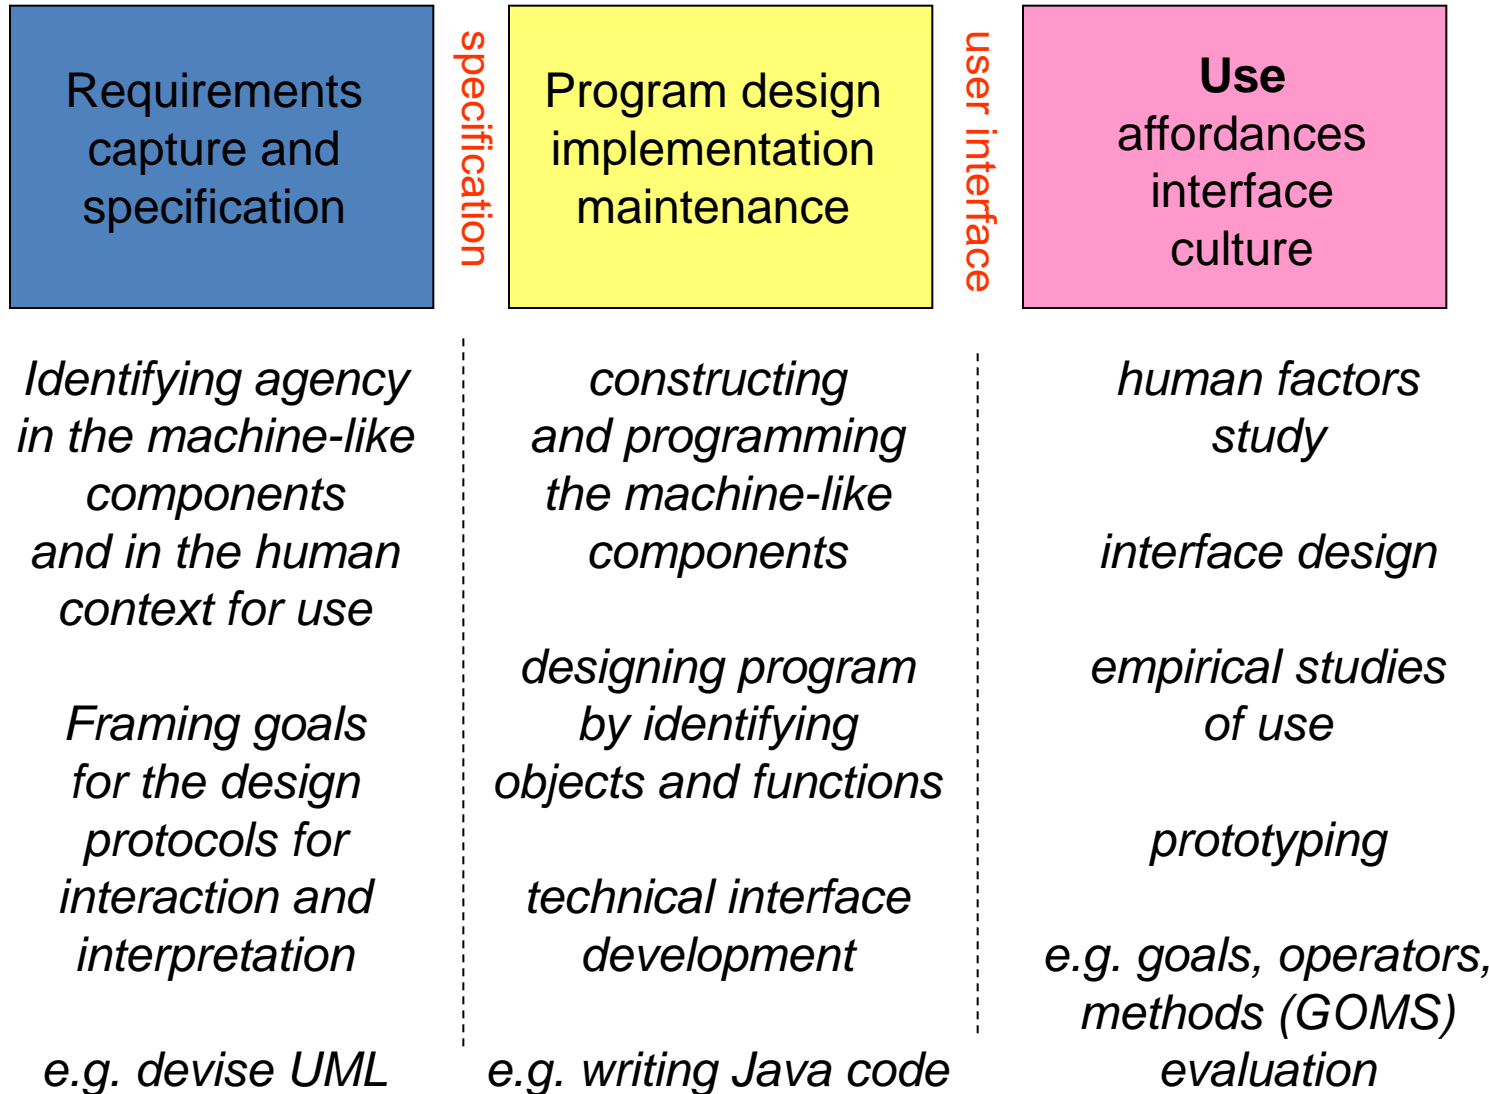 Requirements
capture and
specification
specification
Program design
implementation
maintenance
user interface
Use
affordances
interface
culture
Identifying agency
in the machine-like
components
and in the human
context for use
Framing goals
for the design
protocols for
interaction and
interpretation
e.g. devise UML
constructing
and programming
the machine-like
components
designing program
by identifying
objects and functions
technical interface
development
e.g. writing Java code
human factors
study
interface design
empirical studies
of use
prototyping
e.g. goals, operators,
methods (GOMS)
evaluation